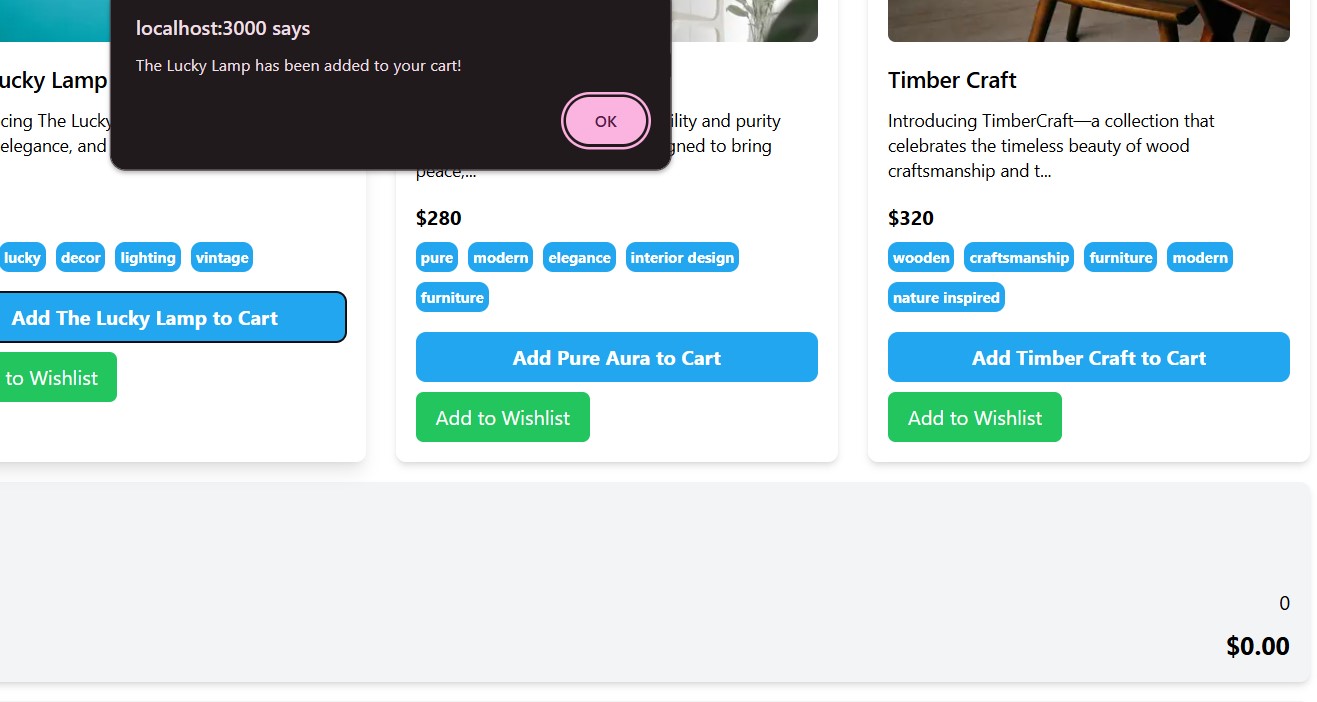 localhost:3000 says
The Lucky Lamp has been added to your cart!
OK
ucky Lamp
cing The Lucky
elegance, and
lucky decor lighting vintage
Add The Lucky Lamp to Cart
to Wishlist
ility and purity
gned to bring
peace,...
$280
pure modern elegance interior design
furniture
Add Pure Aura to Cart
Add to Wishlist
Timber Craft
Introducing TimberCraft—a collection that
celebrates the timeless beauty of wood
craftsmanship and t...
$320
wooden craftsmanship furniture modern
nature inspired
Add Timber Craft to Cart
Add to Wishlist
0
$0.00